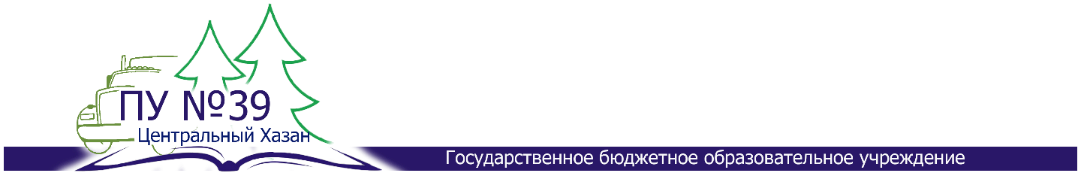 ПУ №39
Центральный Хазан
Государственное бюджетное образовательное учреждение